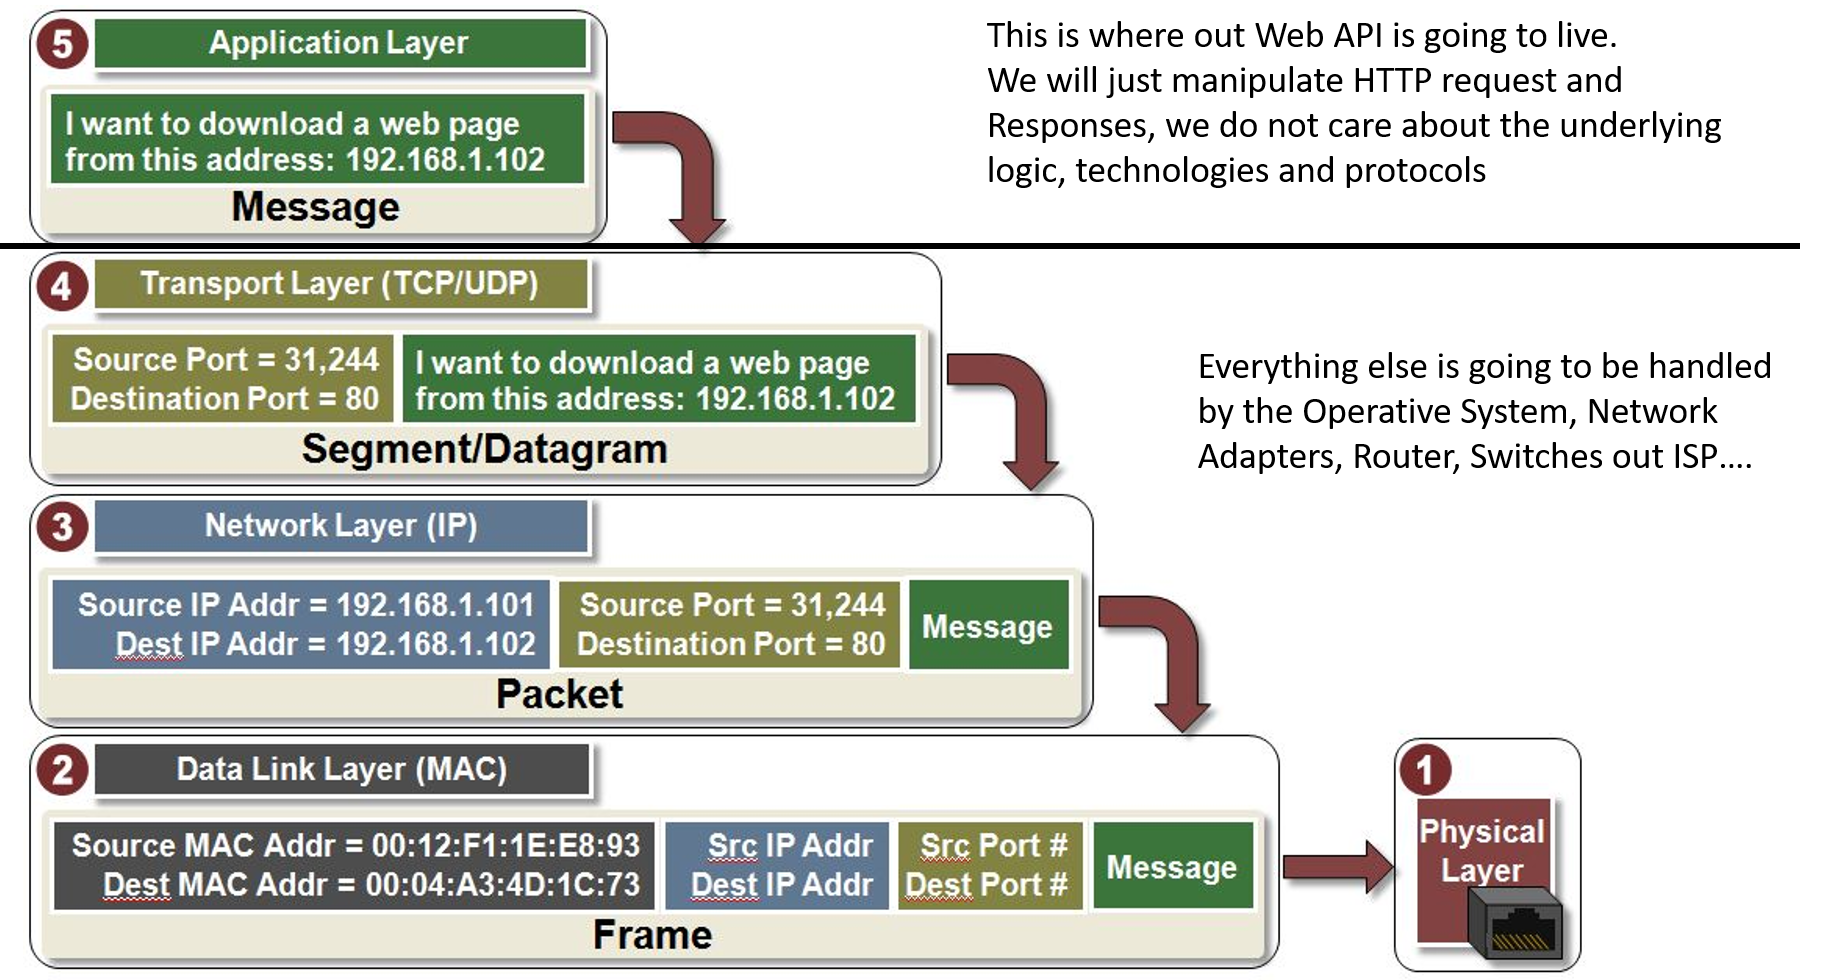 5
Application Layer
I want to download a web page
from this address: 192.168.1.102
Message
This is where out Web API is going to live.
We will just manipulate HTTP request and
Responses, we do not care about the underlying
logic, technologies and protocols
4
Transport Layer (TCP/UDP)
Source Port = 31,244
Destination Port = 80
I want to download a web page
from this address: 192.168.1.102
Segment/Datagram
Everything else is going to be handled
by the Operative System, Network
Adapters, Router, Switches out ISP....
3
Network Layer (IP)
Source IP Addr = 192.168.1.101
Dest IP Addr = 192.168.1.102
Source Port = 31,244
Destination Port = 80
Message
Packet
2
Data Link Layer (MAC)
Source MAC Addr = 00:12:F1:1E:E8:93
Dest MAC Addr = 00:04:A3:4D:1C:73
Src IP Addr
Dest IP Addr
Src Port #
Dest Port #
Message
Frame
1
Physical
Layer